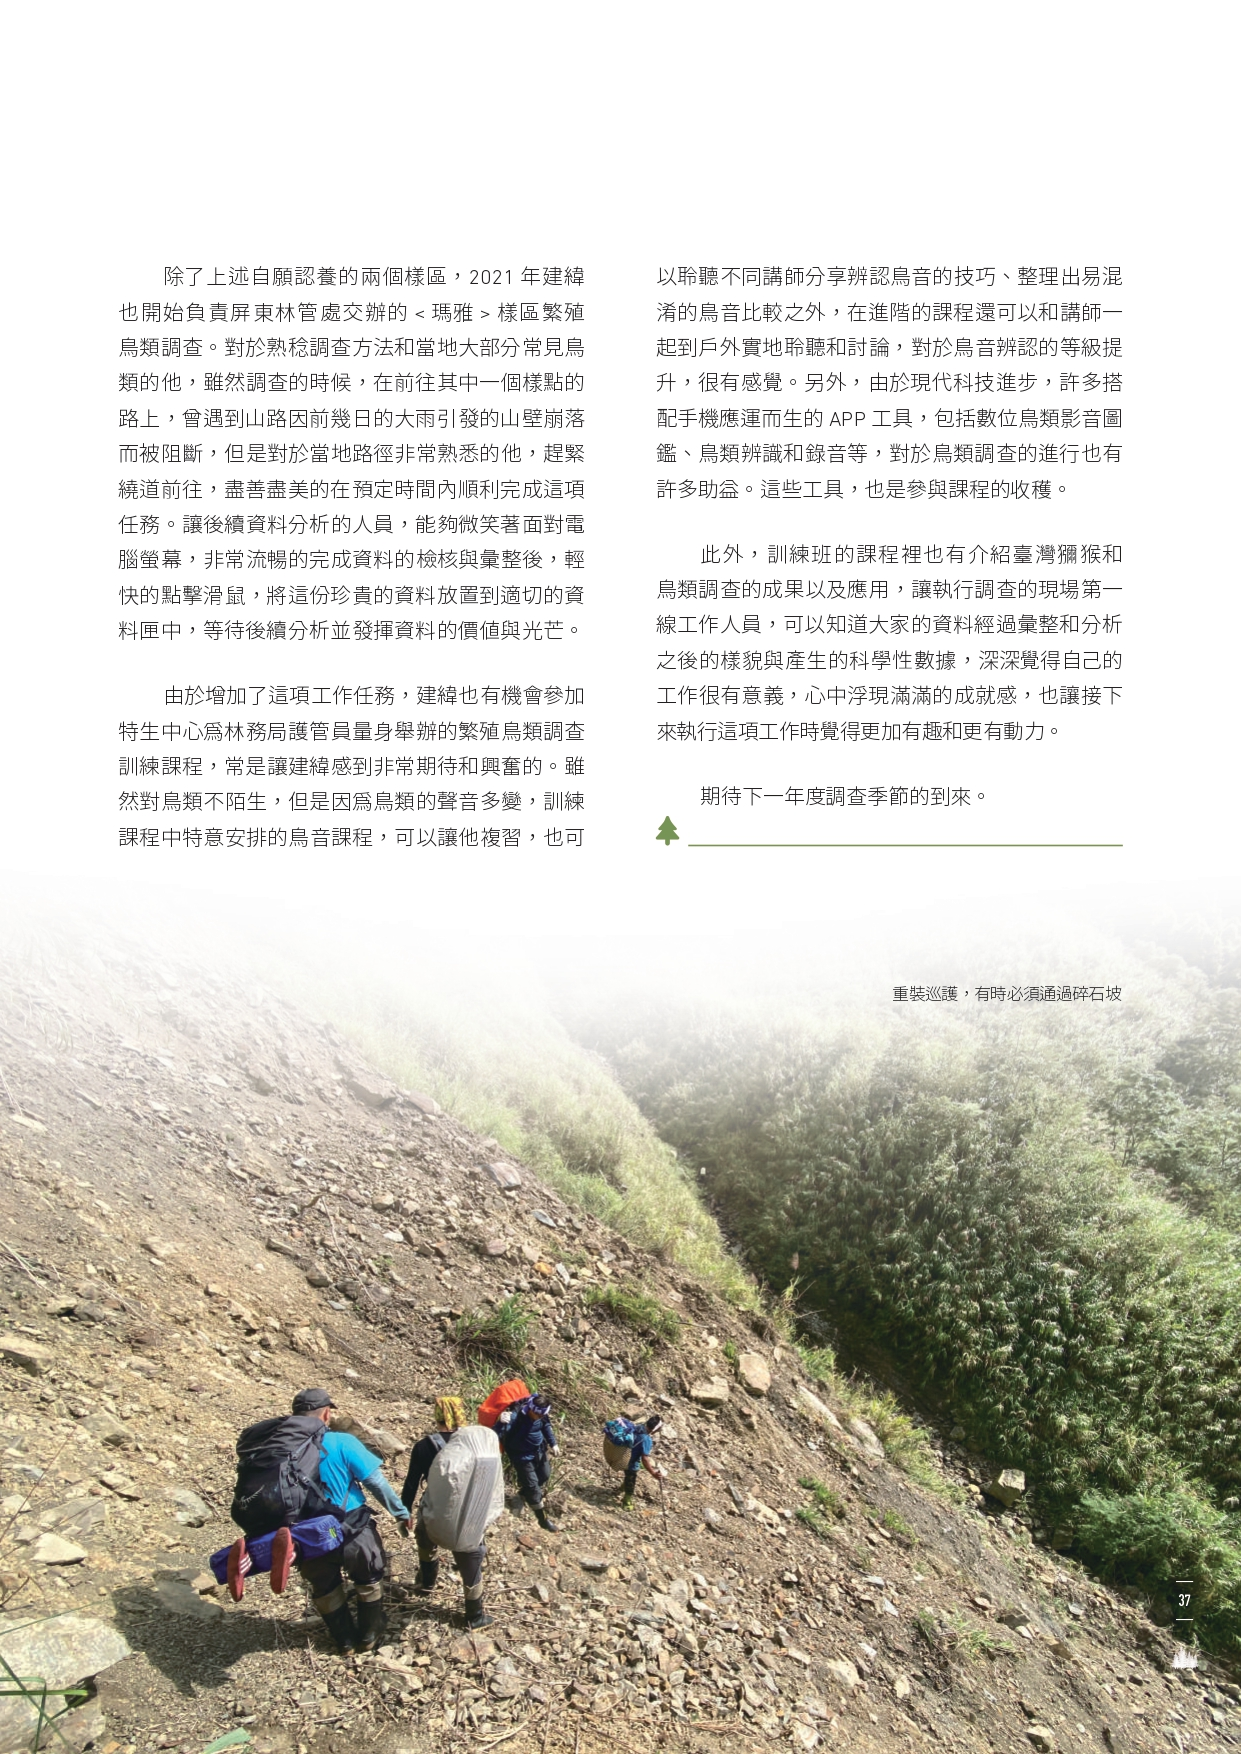 除了上述自願認養的兩個樣區，2021 年建緯
也開始負責屏東林管處交辦的 < 瑪雅 > 樣區繁殖
鳥類調查。對於熟稔調查方法和當地大部分常見鳥
類的他，雖然調查的時候，在前往其中一個樣點的
路上，曾遇到山路因前幾日的大雨引發的山壁崩落
而被阻斷，但是對於當地路徑非常熟悉的他，趕緊
繞道前往，盡善盡美的在預定時間內順利完成這項
任務。讓後續資料分析的人員，能夠微笑著面對電
腦螢幕，非常流暢的完成資料的檢核與彙整後，輕
快的點擊滑鼠，將這份珍貴的資料放置到適切的資
料匣中，等待後續分析並發揮資料的價值與光芒。
由於增加了這項工作任務，建緯也有機會參加
特生中心為林務局護管員量身舉辦的繁殖鳥類調查
訓練課程，常是讓建緯感到非常期待和興奮的。雖
然對鳥類不陌生，但是因為鳥類的聲音多變，訓練
課程中特意安排的鳥音課程，可以讓他複習，也可
以聆聽不同講師分享辨認鳥音的技巧、整理出易混
淆的鳥音比較之外，在進階的課程還可以和講師一
起到戶外實地聆聽和討論，對於鳥音辨認的等級提
升，很有感覺。另外，由於現代科技進步，許多搭
配手機應運而生的 APP 工具，包括數位鳥類影音圖
鑑、鳥類辨識和錄音等，對於鳥類調查的進行也有
許多助益。這些工具，也是參與課程的收穫。
此外，訓練班的課程裡也有介紹臺灣獼猴和
鳥類調查的成果以及應用，讓執行調查的現場第一
線工作人員，可以知道大家的資料經過彙整和分析
之後的樣貌與產生的科學性數據，深深覺得自己的
工作很有意義，心中浮現滿滿的成就感，也讓接下
來執行這項工作時覺得更加有趣和更有動力。
期待下一年度調查季節的到來。
重裝巡護，有時必須通過碎石坡
37